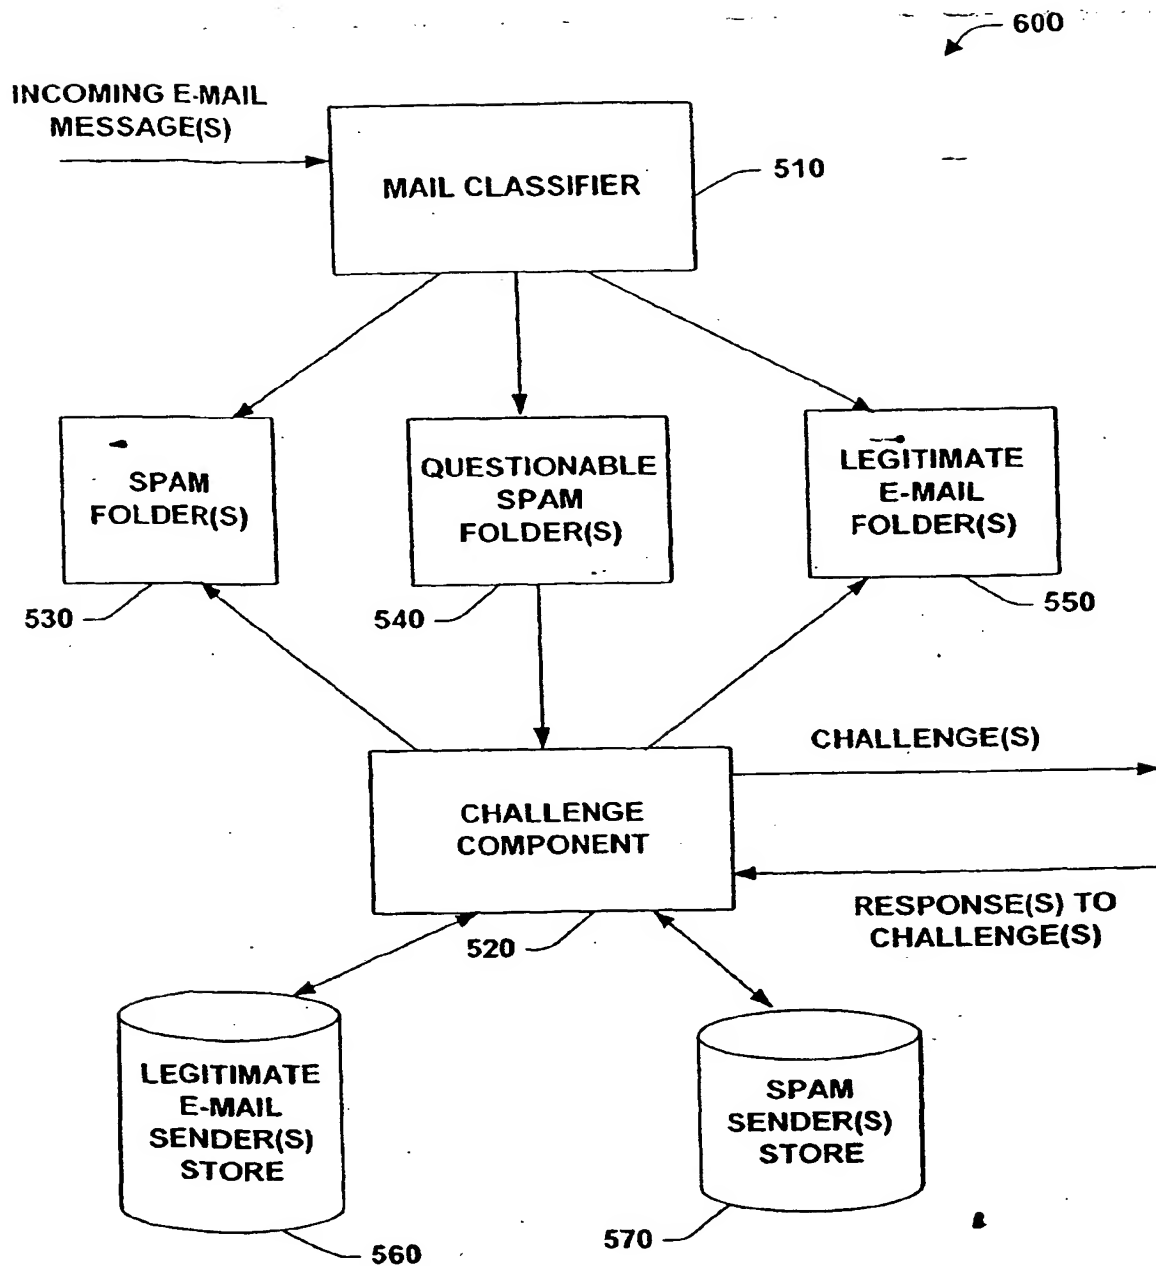 600
INCOMING E-MAIL
MESSAGE(S)
MAIL CLASSIFIER
510
SPAM
FOLDER(S)
530
QUESTIONABLE
SPAM
FOLDER(S)
540
LEGITIMATE
E-MAIL
FOLDER(S)
550
CHALLENGE(S)
CHALLENGE
COMPONENT
520
RESPONSE(S) TO
CHALLENGE(S)
LEGITIMATE
E-MAIL
SENDER(S)
STORE
560
SPAM
SENDER(S)
STORE
570